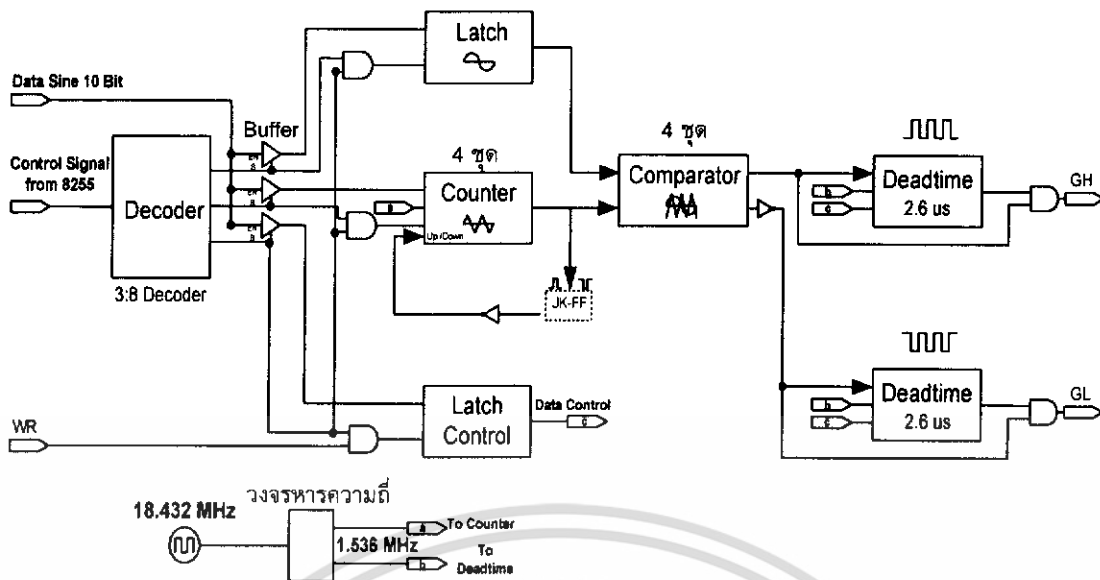 Latch
Data Sine 10 Bit
Buffer
4 ชุด
4 ชุด
Control Signal
from 8255
Decoder
Counter
a
Up/Down
Comparator
Deadtime
2.6 us
b
c
GH
3:8 Decoder
JK-FF
Latch
Control
Data Control
c
Deadtime
2.6 us
b
c
GL
WR
วงจรหารความถี่
18.432 MHz
a
To Counter
1.536 MHz
b
To
Deadtime